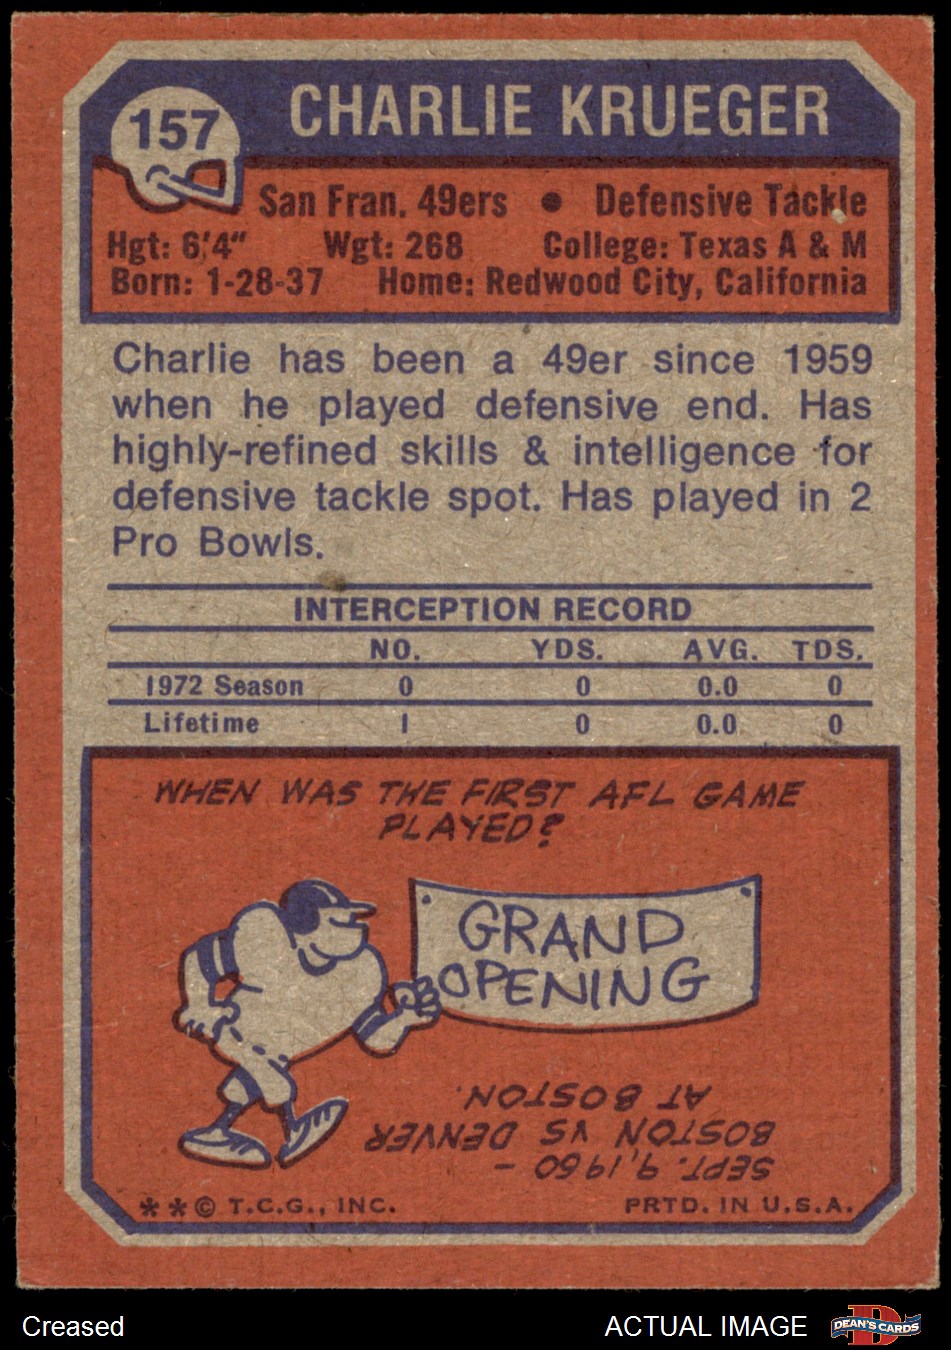 157
CHARLIE KRUEGER
San Fran. 49ers • Defensive Tackle
Hgt: 6'4" Wgt: 268 College: Texas A & M
Born: 1-28-37 Home: Redwood City, California
Charlie has been a 49er since 1959
when he played defensive end. Has
highly-refined skills & intelligence for
defensive tackle spot. Has played in 2
Pro Bowls.
INTERCEPTION RECORD
NO. YDS. AVG. TDS.
1972 Season 0 0 0.0 0
Lifetime 1 0 0.0 0
WHEN WAS THE FIRST AFL GAME
PLAYED?
GRAND
OPENING
SEPT. 9, 1960 -
BOSTON VS DENVER
AT BOSTON.
** © T.C.G., INC. PRTD. IN U.S.A.
Creased
ACTUAL IMAGE
D
DEAN'S CARDS